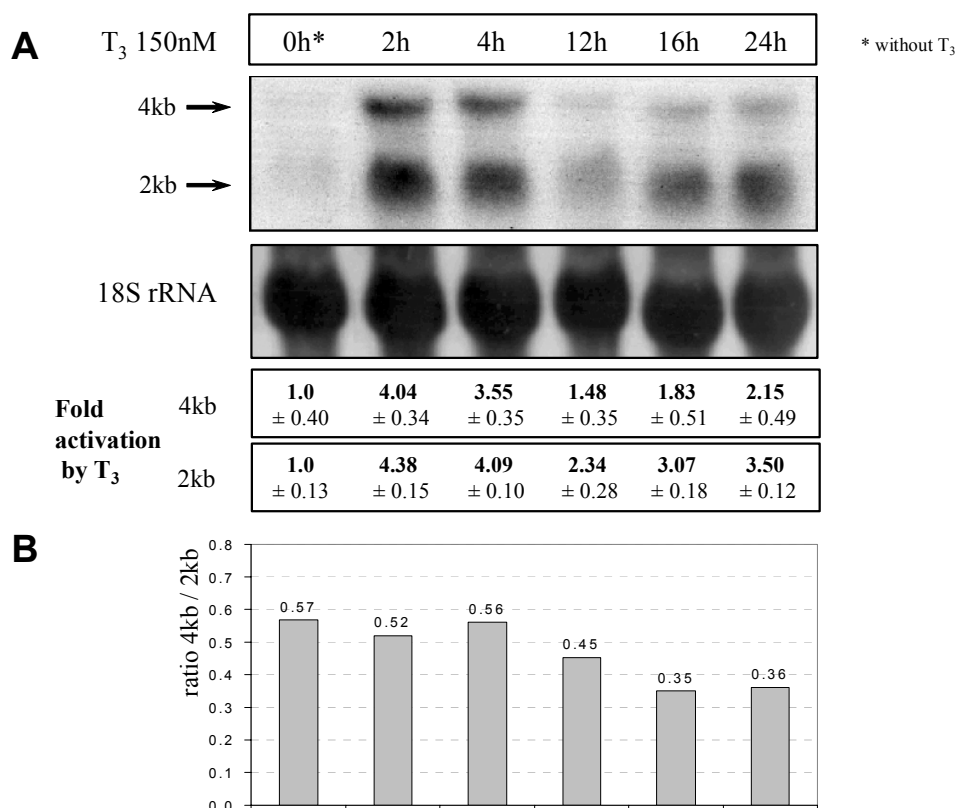 A
T3 150nM 0h* 2h 4h 12h 16h 24h * without T3
4kb
2kb
18S rRNA
Fold activation by T3
4kb 1.0 4.04 3.55 1.48 1.83 2.15
± 0.40 ± 0.34 ± 0.35 ± 0.35 ± 0.51 ± 0.49
2kb 1.0 4.38 4.09 2.34 3.07 3.50
± 0.13 ± 0.15 ± 0.10 ± 0.28 ± 0.18 ± 0.12
B
ratio 4kb / 2kb
0.8
0.7
0.6
0.5
0.4
0.3
0.2
0.1
0.0
0.57 0.52 0.56 0.45 0.35 0.36